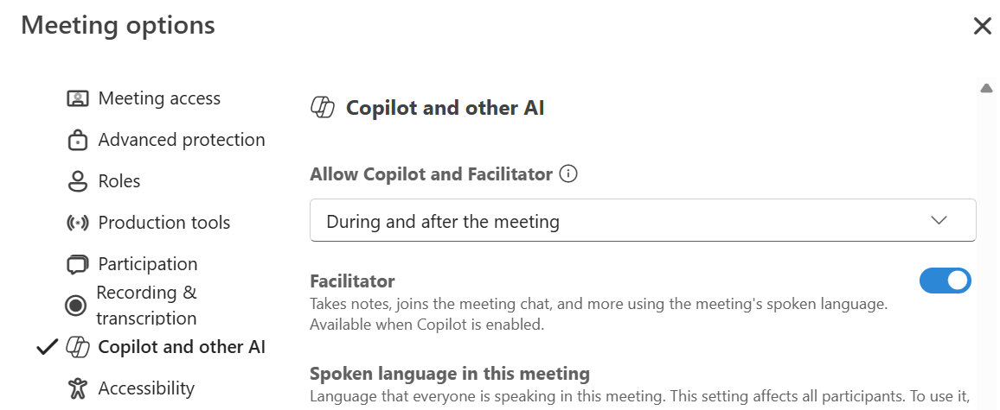 Meeting options
Meeting access
Advanced protection
Roles
Production tools
Participation
Recording &
transcription
Copilot and other AI
Accessibility
Copilot and other AI
Allow Copilot and Facilitator
During and after the meeting
Facilitator
Takes notes, joins the meeting chat, and more using the meeting's spoken language.
Available when Copilot is enabled.
Spoken language in this meeting
Language that everyone is speaking in this meeting. This setting affects all participants. To use it,